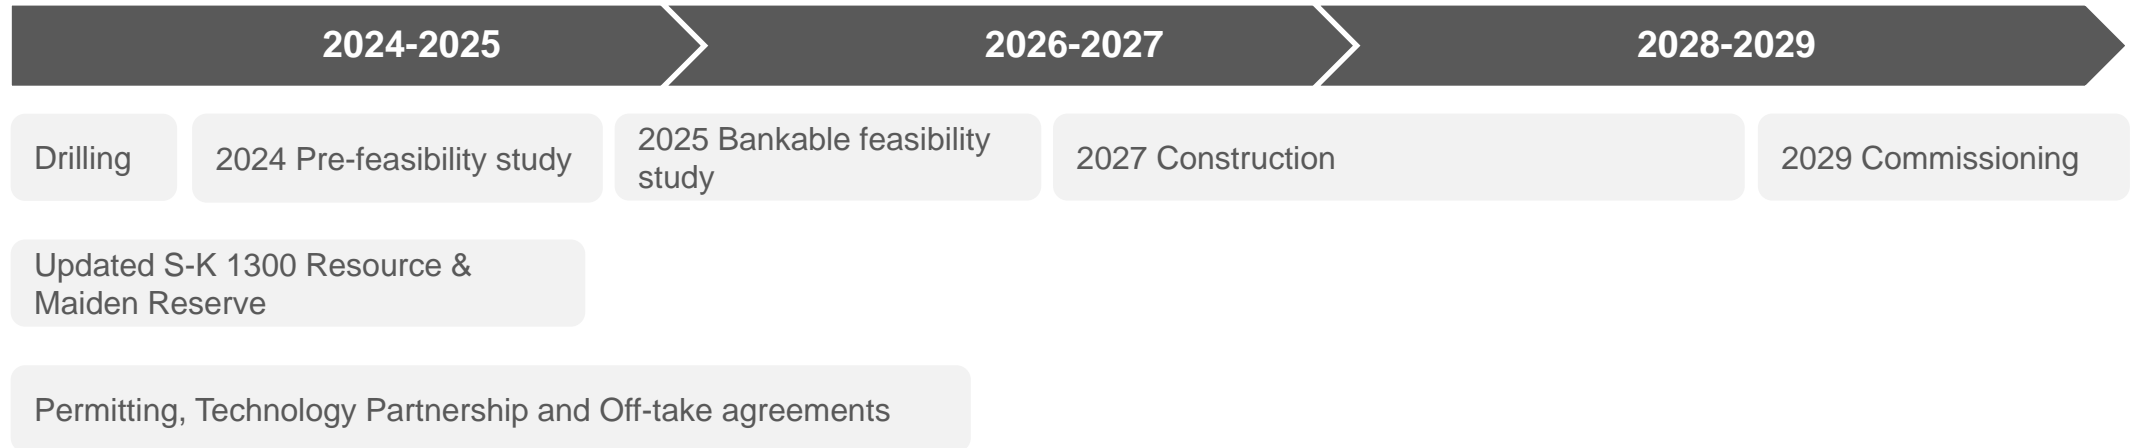 2024-2025
2026-2027
2028-2029
Drilling
2024 Pre-feasibility study
2025 Bankable feasibility
study
2027 Construction
2029 Commissioning
Updated S-K 1300 Resource &
Maiden Reserve
Permitting, Technology Partnership and Off-take agreements